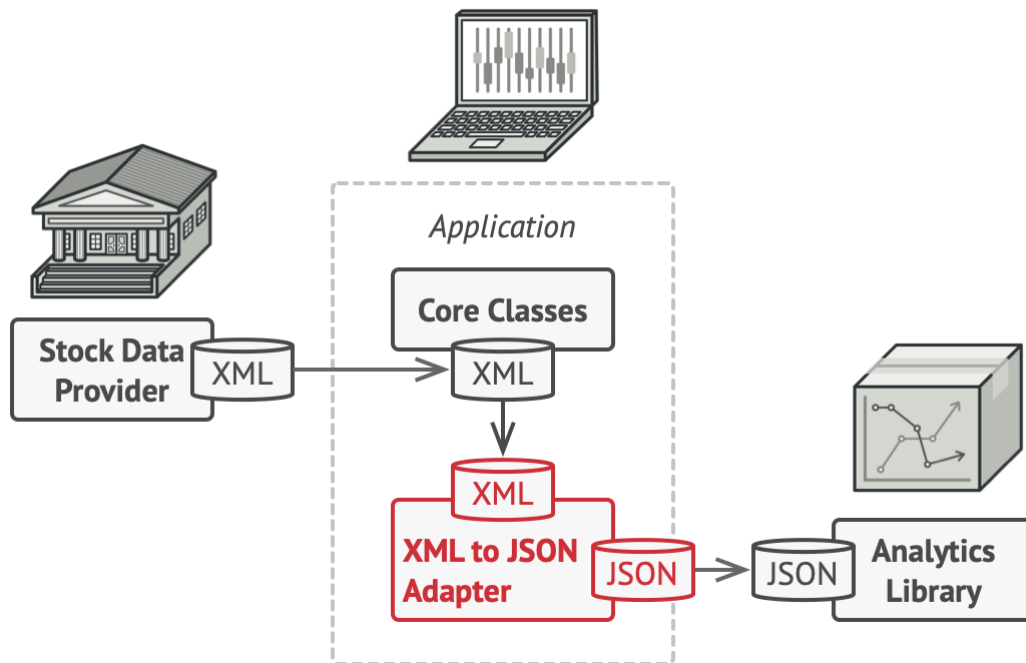 Application
Core Classes
XML
Stock Data
Provider
XML
XML
XML to JSON
Adapter
JSON
JSON
Analytics
Library